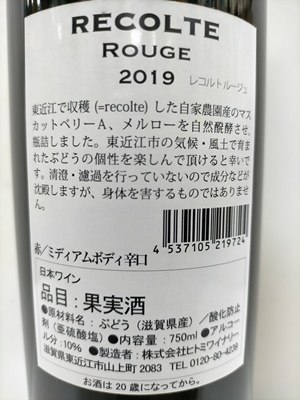 RECOLTE
ROUGE
2019 レコルトルージュ
東近江で収穫(=recolte)した自家農園産のマス
カットベリーA、メルローを自然醗酵させ、
瓶詰しました。東近江市の気候・風土で育ま
れたぶどうの個性を楽しんで頂けると幸いで
す。清澄・濾過を行っていないので成分などが
沈殿しますが、身体を害するものではありませ
ん。
赤/ミディアムボディ辛口
4 537105 219724
日本ワイン
品目:果実酒
●原材料名:ぶどう(滋賀県産)/酸化防止
剤(亜硫酸塩)●内容量:750ml●アルコー
ル分:10% ●製造者:株式会社ヒトミワイナリー
滋賀県東近江市山上町2083 TEL 0120-80-4239
お酒は20歳になってから。